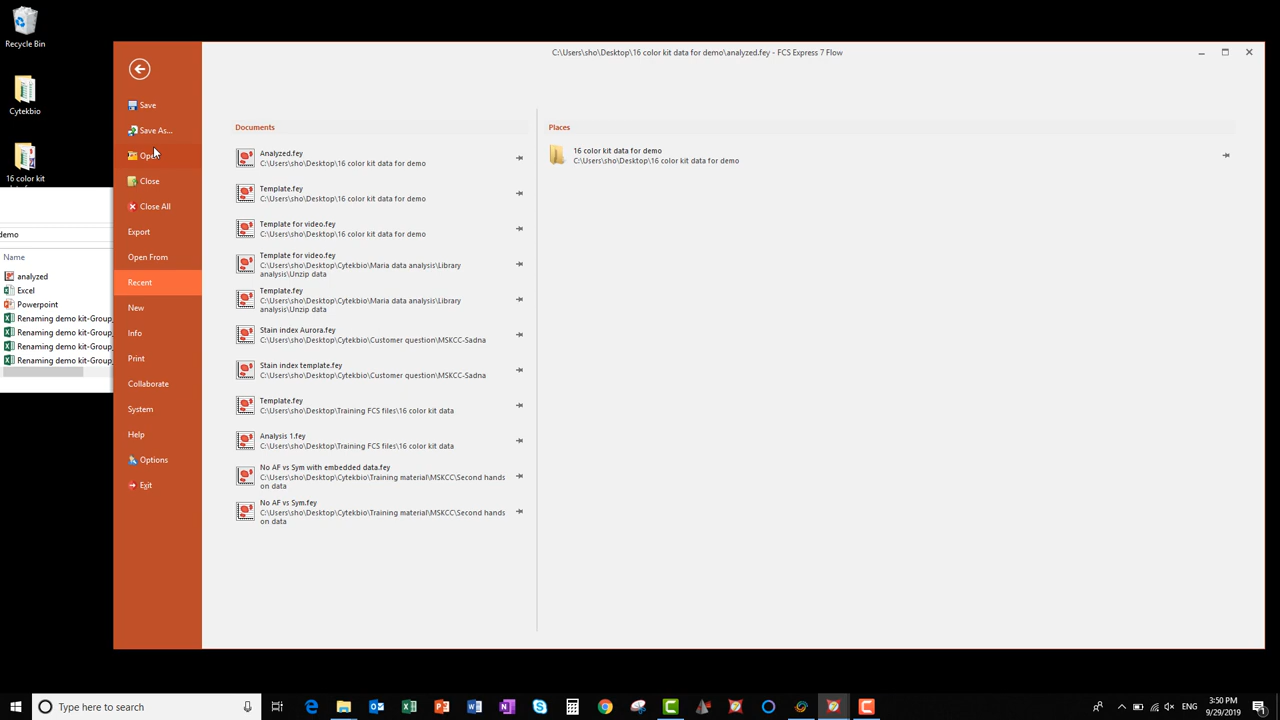 Recycle Bin
Cytekbio
16 color kit
C:\Users\sho\Desktop\16 color kit data for demo\analyzed.fey - FCS Express 7 Flow
demo
Name
analyzed
Excel
Powerpoint
Renaming demo kit-Group_
Renaming demo kit-Group_
Renaming demo kit-Group_
Renaming demo kit-Group_
Save
Save As...
Open
Close
Close All
Export
Open From
Recent
New
Info
Print
Collaborate
System
Help
Options
Exit
Documents
Analyzed.fey
C:\Users\sho\Desktop\16 color kit data for demo
Template.fey
C:\Users\sho\Desktop\16 color kit data for demo
Template for video.fey
C:\Users\sho\Desktop\16 color kit data for demo
Template for video.fey
C:\Users\sho\Desktop\Cytekbio\Maria data analysis\Library
analysis\Unzip data
Template.fey
C:\Users\sho\Desktop\Cytekbio\Maria data analysis\Library
analysis\Unzip data
Stain index Aurora.fey
C:\Users\sho\Desktop\Cytekbio\Customer question\MSKCC-Sadna
Stain index template.fey
C:\Users\sho\Desktop\Cytekbio\Customer question\MSKCC-Sadna
Template.fey
C:\Users\sho\Desktop\Training FCS files\16 color kit data
Analysis 1.fey
C:\Users\sho\Desktop\Training FCS files\16 color kit data
No AF vs Sym with embedded data.fey
C:\Users\sho\Desktop\Cytekbio\Training material\MSKCC\Second hands
on data
No AF vs Sym.fey
C:\Users\sho\Desktop\Cytekbio\Training material\MSKCC\Second hands
on data
Places
16 color kit data for demo
C:\Users\sho\Desktop\16 color kit data for demo
Type here to search
ENG
3:50 PM
9/29/2019